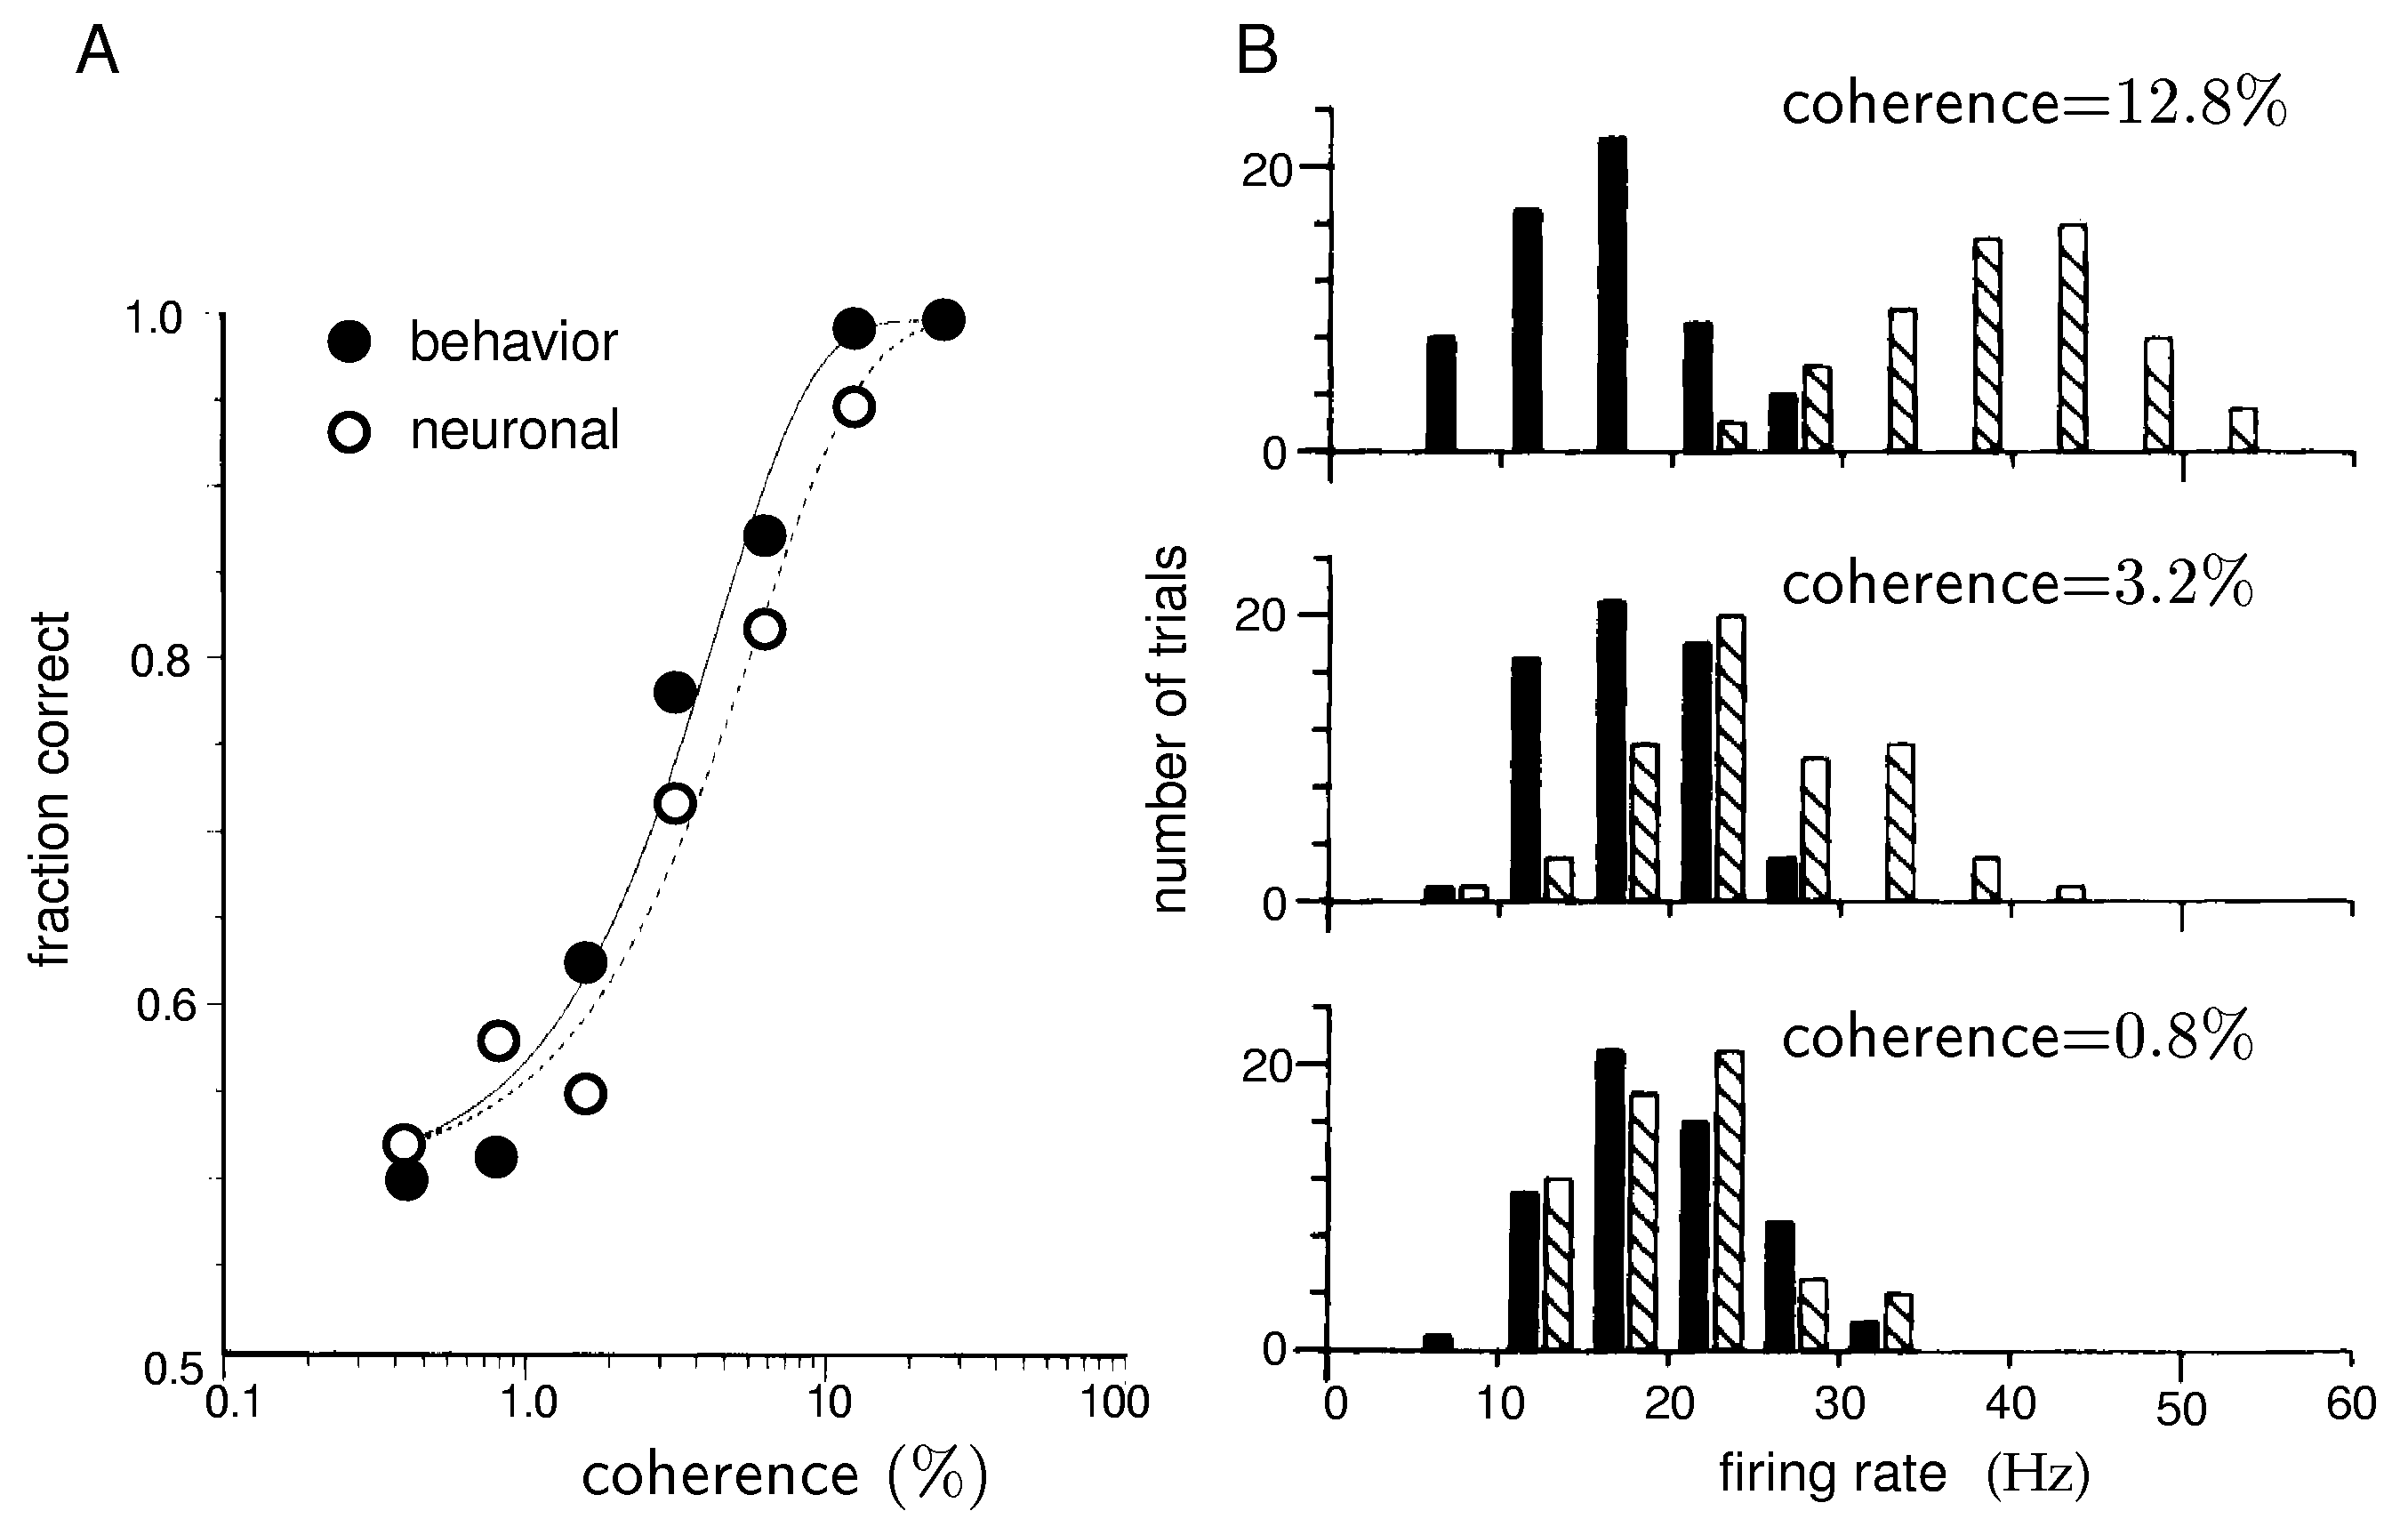 A
1.0
0.8
0.6
0.5
fraction correct
behavior
neuronal
0.1
1.0
10
100
coherence (%)
B
number of trials
coherence=12.8%
20
0
coherence=3.2%
20
0
coherence=0.8%
20
0
0
10
20
30
40
50
60
firing rate (Hz)